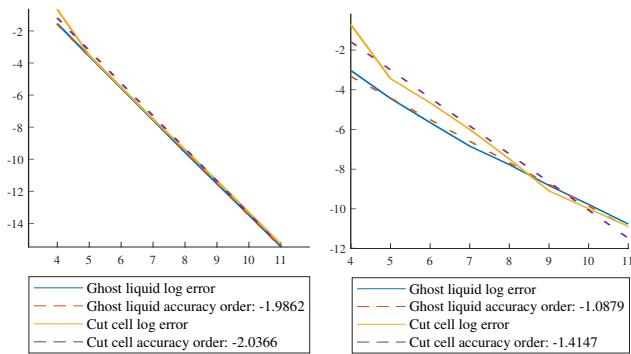 -2
-4
-6
-8
-10
-12
-14
4 5 6 7 8 9 10 11
Ghost liquid log error
Ghost liquid accuracy order: -1.9862
Cut cell log error
Cut cell accuracy order: -2.0366
-2
-4
-6
-8
-10
-12
4 5 6 7 8 9 10 11
Ghost liquid log error
Ghost liquid accuracy order: -1.0879
Cut cell log error
Cut cell accuracy order: -1.4147